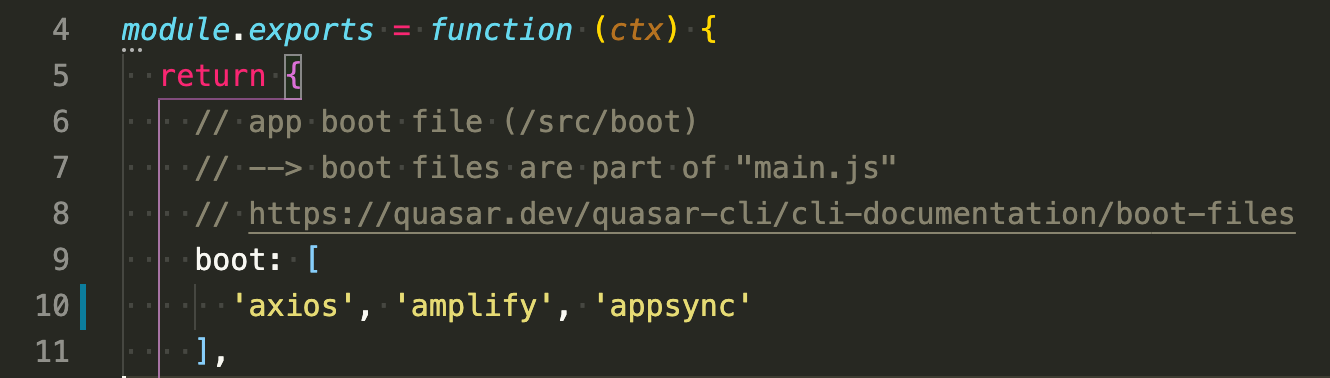 4 module.exports = function (ctx) {
5   return {
6     // app boot file (/src/boot)
7     // --> boot files are part of "main.js"
8     // https://quasar.dev/quasar-cli/cli-documentation/boot-files
9     boot: [
10       'axios', 'amplify', 'appsync'
11     ],